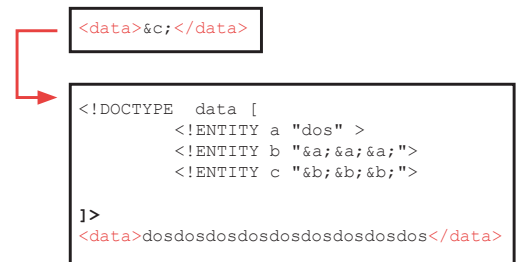 <data>&c;</data>
<!DOCTYPE data [
<!ENTITY a "dos" >
<!ENTITY b "&a;&a;&a;">
<!ENTITY c "&b;&b;&b;">
]>
<data>dosdosdosdosdosdosdosdosdos</data>